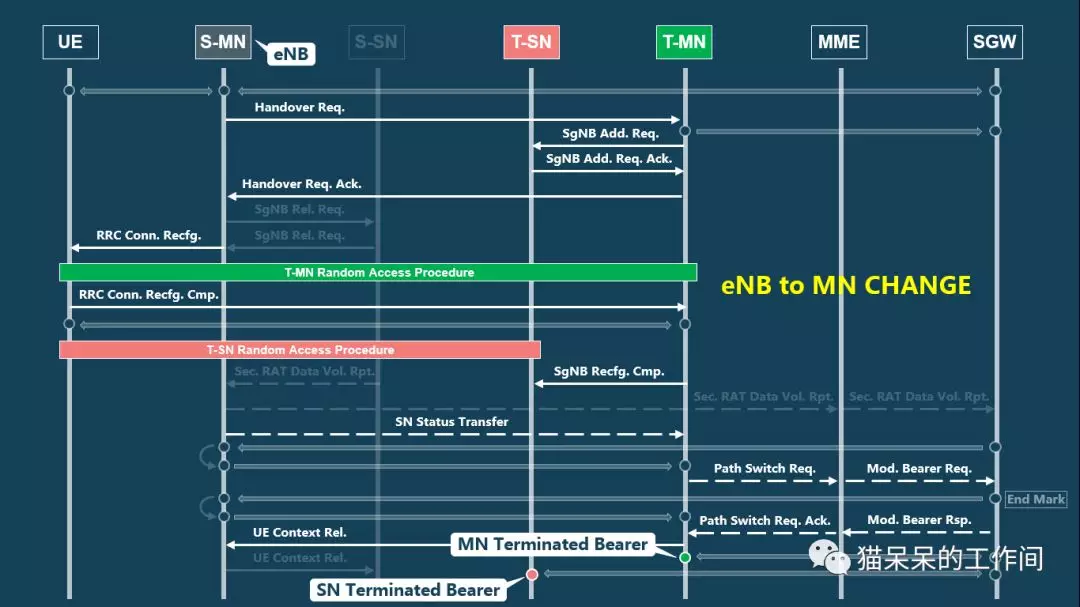 UE
S-MN
S-SN
T-SN
T-MN
MME
SGW
eNB
Handover Req.
SgNB Add. Req.
SgNB Add. Req. Ack.
Handover Req. Ack.
SgNB Rel. Req.
RRC Conn. Recfg.
SgNB Rel. Req.
T-MN Random Access Procedure
eNB to MN CHANGE
RRC Conn. Recfg. Cmp.
T-SN Random Access Procedure
Sec. RAT Data Vol. Rpt.
SgNB Recfg. Cmp.
Sec. RAT Data Vol. Rpt.
Sec. RAT Data Vol. Rpt.
SN Status Transfer
Path Switch Req.
Mod. Bearer Req.
End Mark
Path Switch Req. Ack.
Mod. Bearer Rsp.
UE Context Rel.
MN Terminated Bearer
UE Context Rel.
猫呆呆的工作间
SN Terminated Bearer